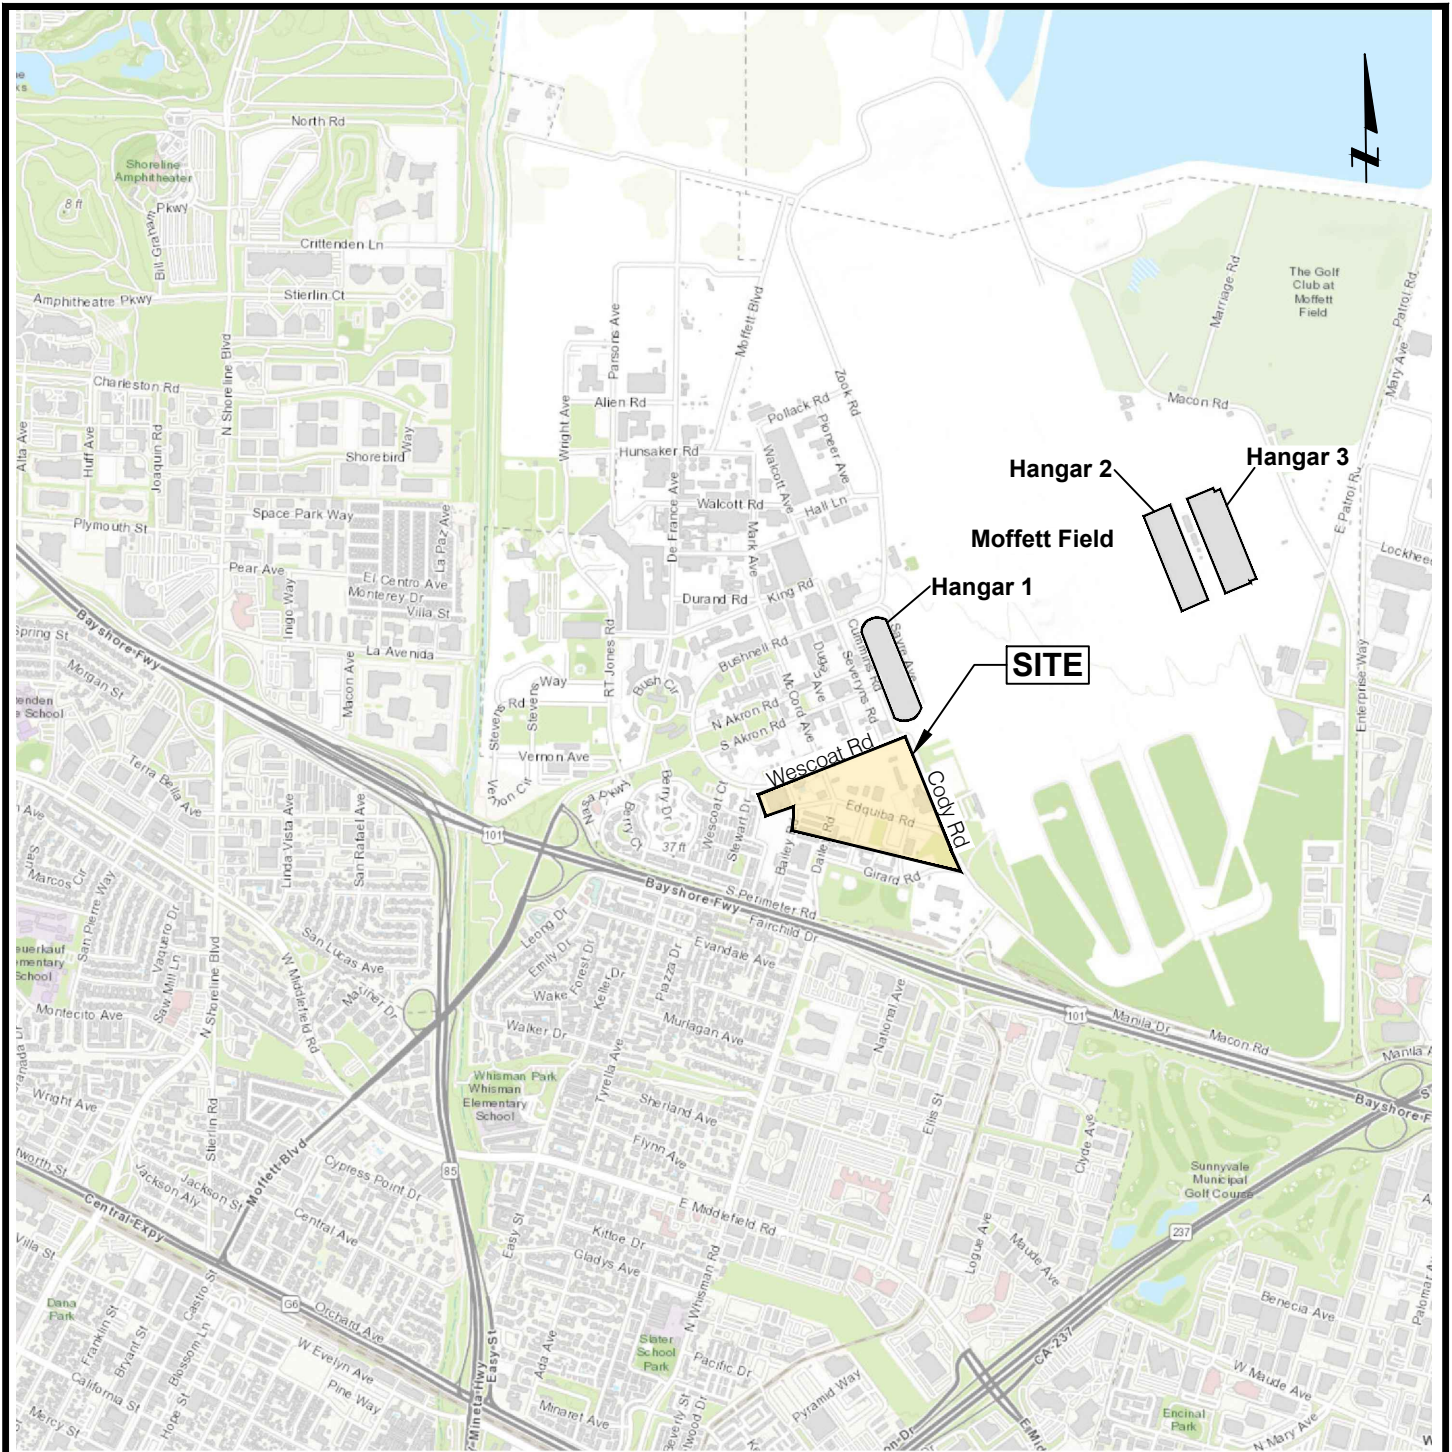 North Rd
Shoreline
Amphitheater
8 ft
Pkwy
Bill Graham
Crittenden Ln
Stierlin Ct
Amphitheatre Pkwy
N Shoreline Blvd
Charleston Rd
Alta Ave
Huff Ave
Joaquin Rd
Shorebird
Way
Plymouth St
Space Park Way
La Paz Ave
Pear Ave
El Centro Ave
Monterey Dr
Villa St
Inigo Way
La Avenida
Macon Ave
Spring St
Morgan St
Bayshore Fwy
Parsons Ave
Moffett Blvd
Wright Ave
Allen Rd
Hunsaker Rd
De France Ave
Walcott Rd
Mark Ave
Pollack Rd
Pioneer Ave
Walcott Ave
Hall Ln
Zook Rd
Durand Rd
King Rd
Bushnell Rd
RT Jones Rd
Bush Cir
Stevens Rd
Stevens
Way
N Akron Rd
S Akron Rd
McCord Ave
Severyns Rd
Cummins Rd
Sayre Ave
Vernon Ave
Berry Dr
Berry Ct
37 ft
Wescoat Ct
Stewart Dr
Marriage Rd
The Golf
Club at
Moffett
Field
Patrol Rd
Mary Ave
Macon Rd
E Patrol Rd
Enterprise Way
Hangar 2
Hangar 3
Moffett Field
Hangar 1
SITE
Wescoat Rd
Cody Rd
Edquiba Rd
Girard Rd
S Perimeter Rd
Bayshore Fwy
Fairchild Dr
101
Terra Bella Ave
Linda Vista Ave
San Rafael Ave
Marcos Cir
San Pierre Way
Vaquero Dr
Saw Mill Ln
San Lucas Ave
W Middlefield Rd
Mariner Dr
Montecito Ave
N Shoreline Blvd
Wright Ave
Stierlin Rd
Jackson St
Jackson Aly
Moffett Blvd
Cypress Point Dr
Central Ave
Central Expy
85
Leong Dr
Emily Dr
Forest Dr
Wake
Keller Dr
Walker Dr
Piazza Dr
Evandale Ave
Murlagan Ave
Tyrella Ave
Whisman Park
Whisman
Elementary
School
Sherland Ave
Flynn Ave
National Ave
Ellis St
Clyde Ave
101
Manila Dr
Macon Rd
Bayshore F
Sunnyvale
Municipal
Golf Course
237
E Middlefield Rd
Logue Ave
Maude Ave
Easy St
Kittoe Dr
Gladys Ave
N Whisman Rd
Villa St
Dana
Park
Franklin St
Bryant St
Castro St
Blossom Ln
California St
Hope St
Mercy St
G6
Orchard Ave
W Evelyn Ave
Pine Way
Easy St
Ada Ave
Minaret Ave
Slater
School
Park
Pacific Dr
Pyramid Way
CA-237
Benecia Ave
W Maude Ave
Encinal
Park
N Mary Ave